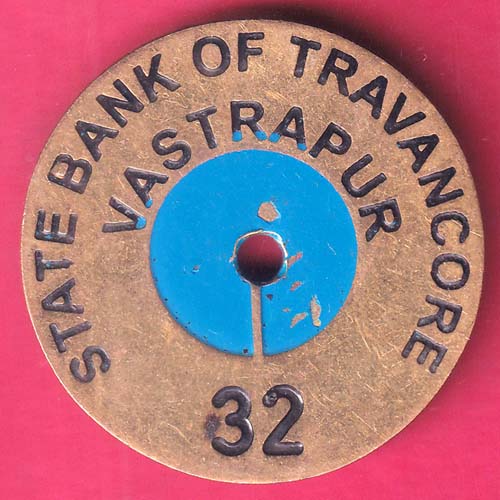 STATE BANK OF TRAVANCORE
VASTRAPUR
32